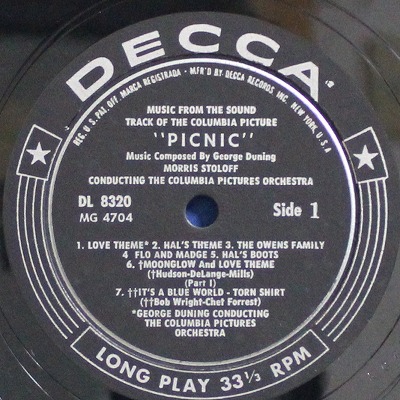 DECCA
REG. U. S. PAT. OFF. MARCA REGISTRADA • MFR'D BY DECCA RECORDS, INC., NEW YORK, U.S.A.
MUSIC FROM THE SOUND
TRACK OF THE COLUMBIA PICTURE
"PICNIC"
Music Composed By George Duning
MORRIS STOLOFF
CONDUCTING THE COLUMBIA PICTURES ORCHESTRA
DL 8320
MG 4704
Side 1
1. LOVE THEME* 2. HAL'S THEME 3. THE OWENS FAMILY
4 FLO AND MADGE 5. HAL'S BOOTS
6. †MOONGLOW And LOVE THEME
(†Hudson-DeLange-Mills)
(Part I)
7. ††IT'S A BLUE WORLD - TORN SHIRT
(††Bob Wright-Chet Forrest)
*GEORGE DUNING CONDUCTING
THE COLUMBIA PICTURES
ORCHESTRA
LONG PLAY 33⅓ RPM